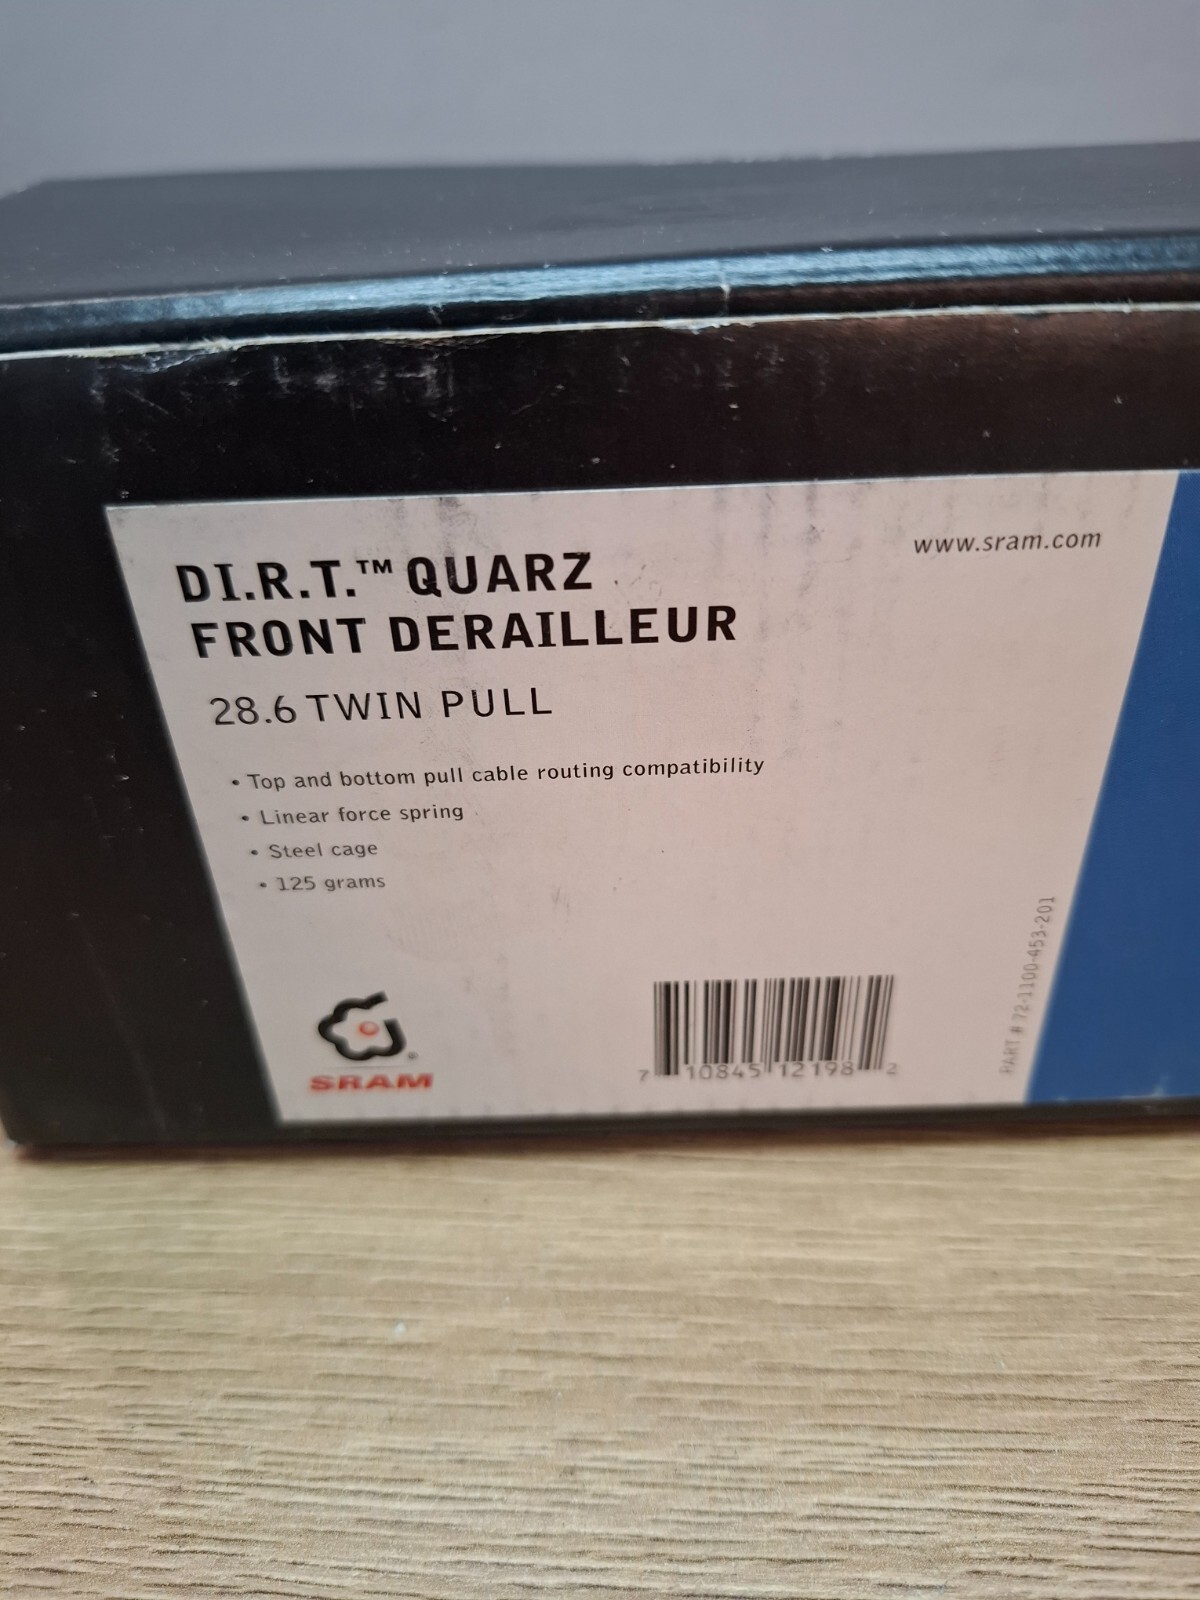 www.sram.com
DI.R.T.™ QUARZ
FRONT DERAILLEUR
28.6 TWIN PULL
• Top and bottom pull cable routing compatibility
• Linear force spring
• Steel cage
• 125 grams
PART # 72-1100-453-201
®
SRAM
7 10845 12198 2